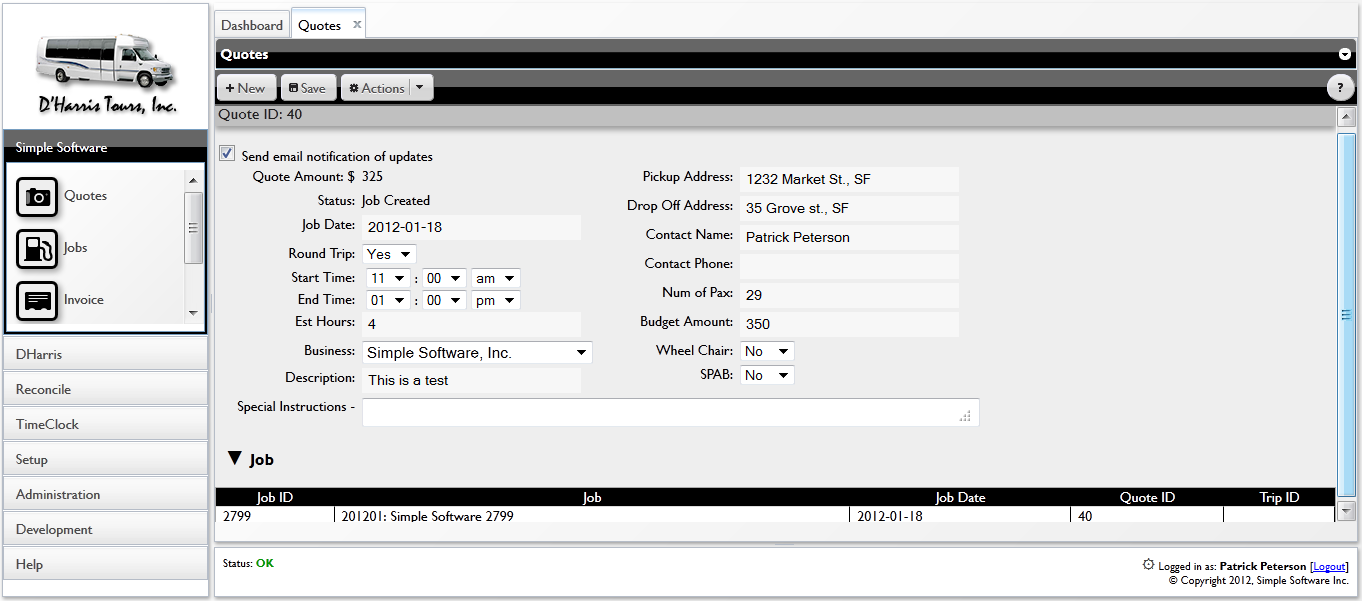 D'Harris Tours, Inc.
Simple Software
Quotes
Jobs
Invoice
DHarris
Reconcile
TimeClock
Setup
Administration
Development
Help
Dashboard Quotes x
Quotes
+ New Save Actions ?
Quote ID: 40
Send email notification of updates
Quote Amount: $ 325
Status: Job Created
Job Date: 2012-01-18
Round Trip: Yes
Start Time: 11 : 00 am
End Time: 01 : 00 pm
Est Hours: 4
Business: Simple Software, Inc.
Description: This is a test
Pickup Address: 1232 Market St., SF
Drop Off Address: 35 Grove st., SF
Contact Name: Patrick Peterson
Contact Phone:
Num of Pax: 29
Budget Amount: 350
Wheel Chair: No
SPAB: No
Special Instructions -
Job
Job ID Job Job Date Quote ID Trip ID
2799 201201: Simple Software 2799 2012-01-18 40
Status: OK
Logged in as: Patrick Peterson [Logout]
© Copyright 2012, Simple Software Inc.